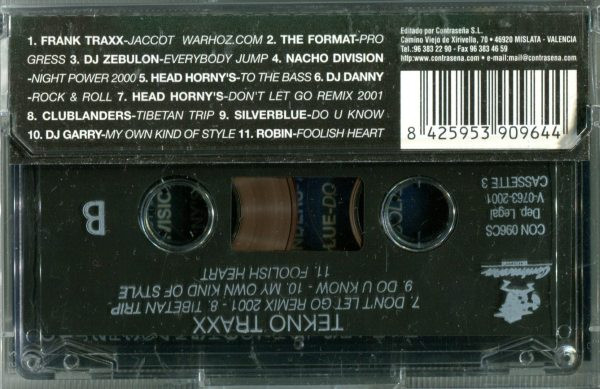 1. FRANK TRAXX-JACCOT WARHOZ.COM 2. THE FORMAT-PRO
GRESS 3. DJ ZEBULON-EVERYBODY JUMP 4. NACHO DIVISION
-NIGHT POWER 2000 5. HEAD HORNY'S-TO THE BASS 6. DJ DANNY
-ROCK & ROLL 7. HEAD HORNY'S-DON'T LET GO REMIX 2001
8. CLUBLANDERS-TIBETAN TRIP 9. SILVERBLUE-DO U KNOW
10. DJ GARRY-MY OWN KIND OF STYLE 11. ROBIN-FOOLISH HEART
Editado por Contraseña S.L.
Camino Viejo de Xirivella, 70 • 46920 MISLATA - VALENCIA
Tel.:96 383 22 90 - Fax.:96 359 46 59
www.contrasena.com • e-mail:mail@contrasena.com
8 425953 909644
TEKNO TRAXX
7. DON'T LET GO REMIX 2001 - 8. TIBETAN TRIP -
9. DO U KNOW - 10. MY OWN KIND OF STYLE
11. FOOLISH HEART
B
CON 096CS
Dep. Legal
V-0763-2001
CASSETTE 3
Contraseña